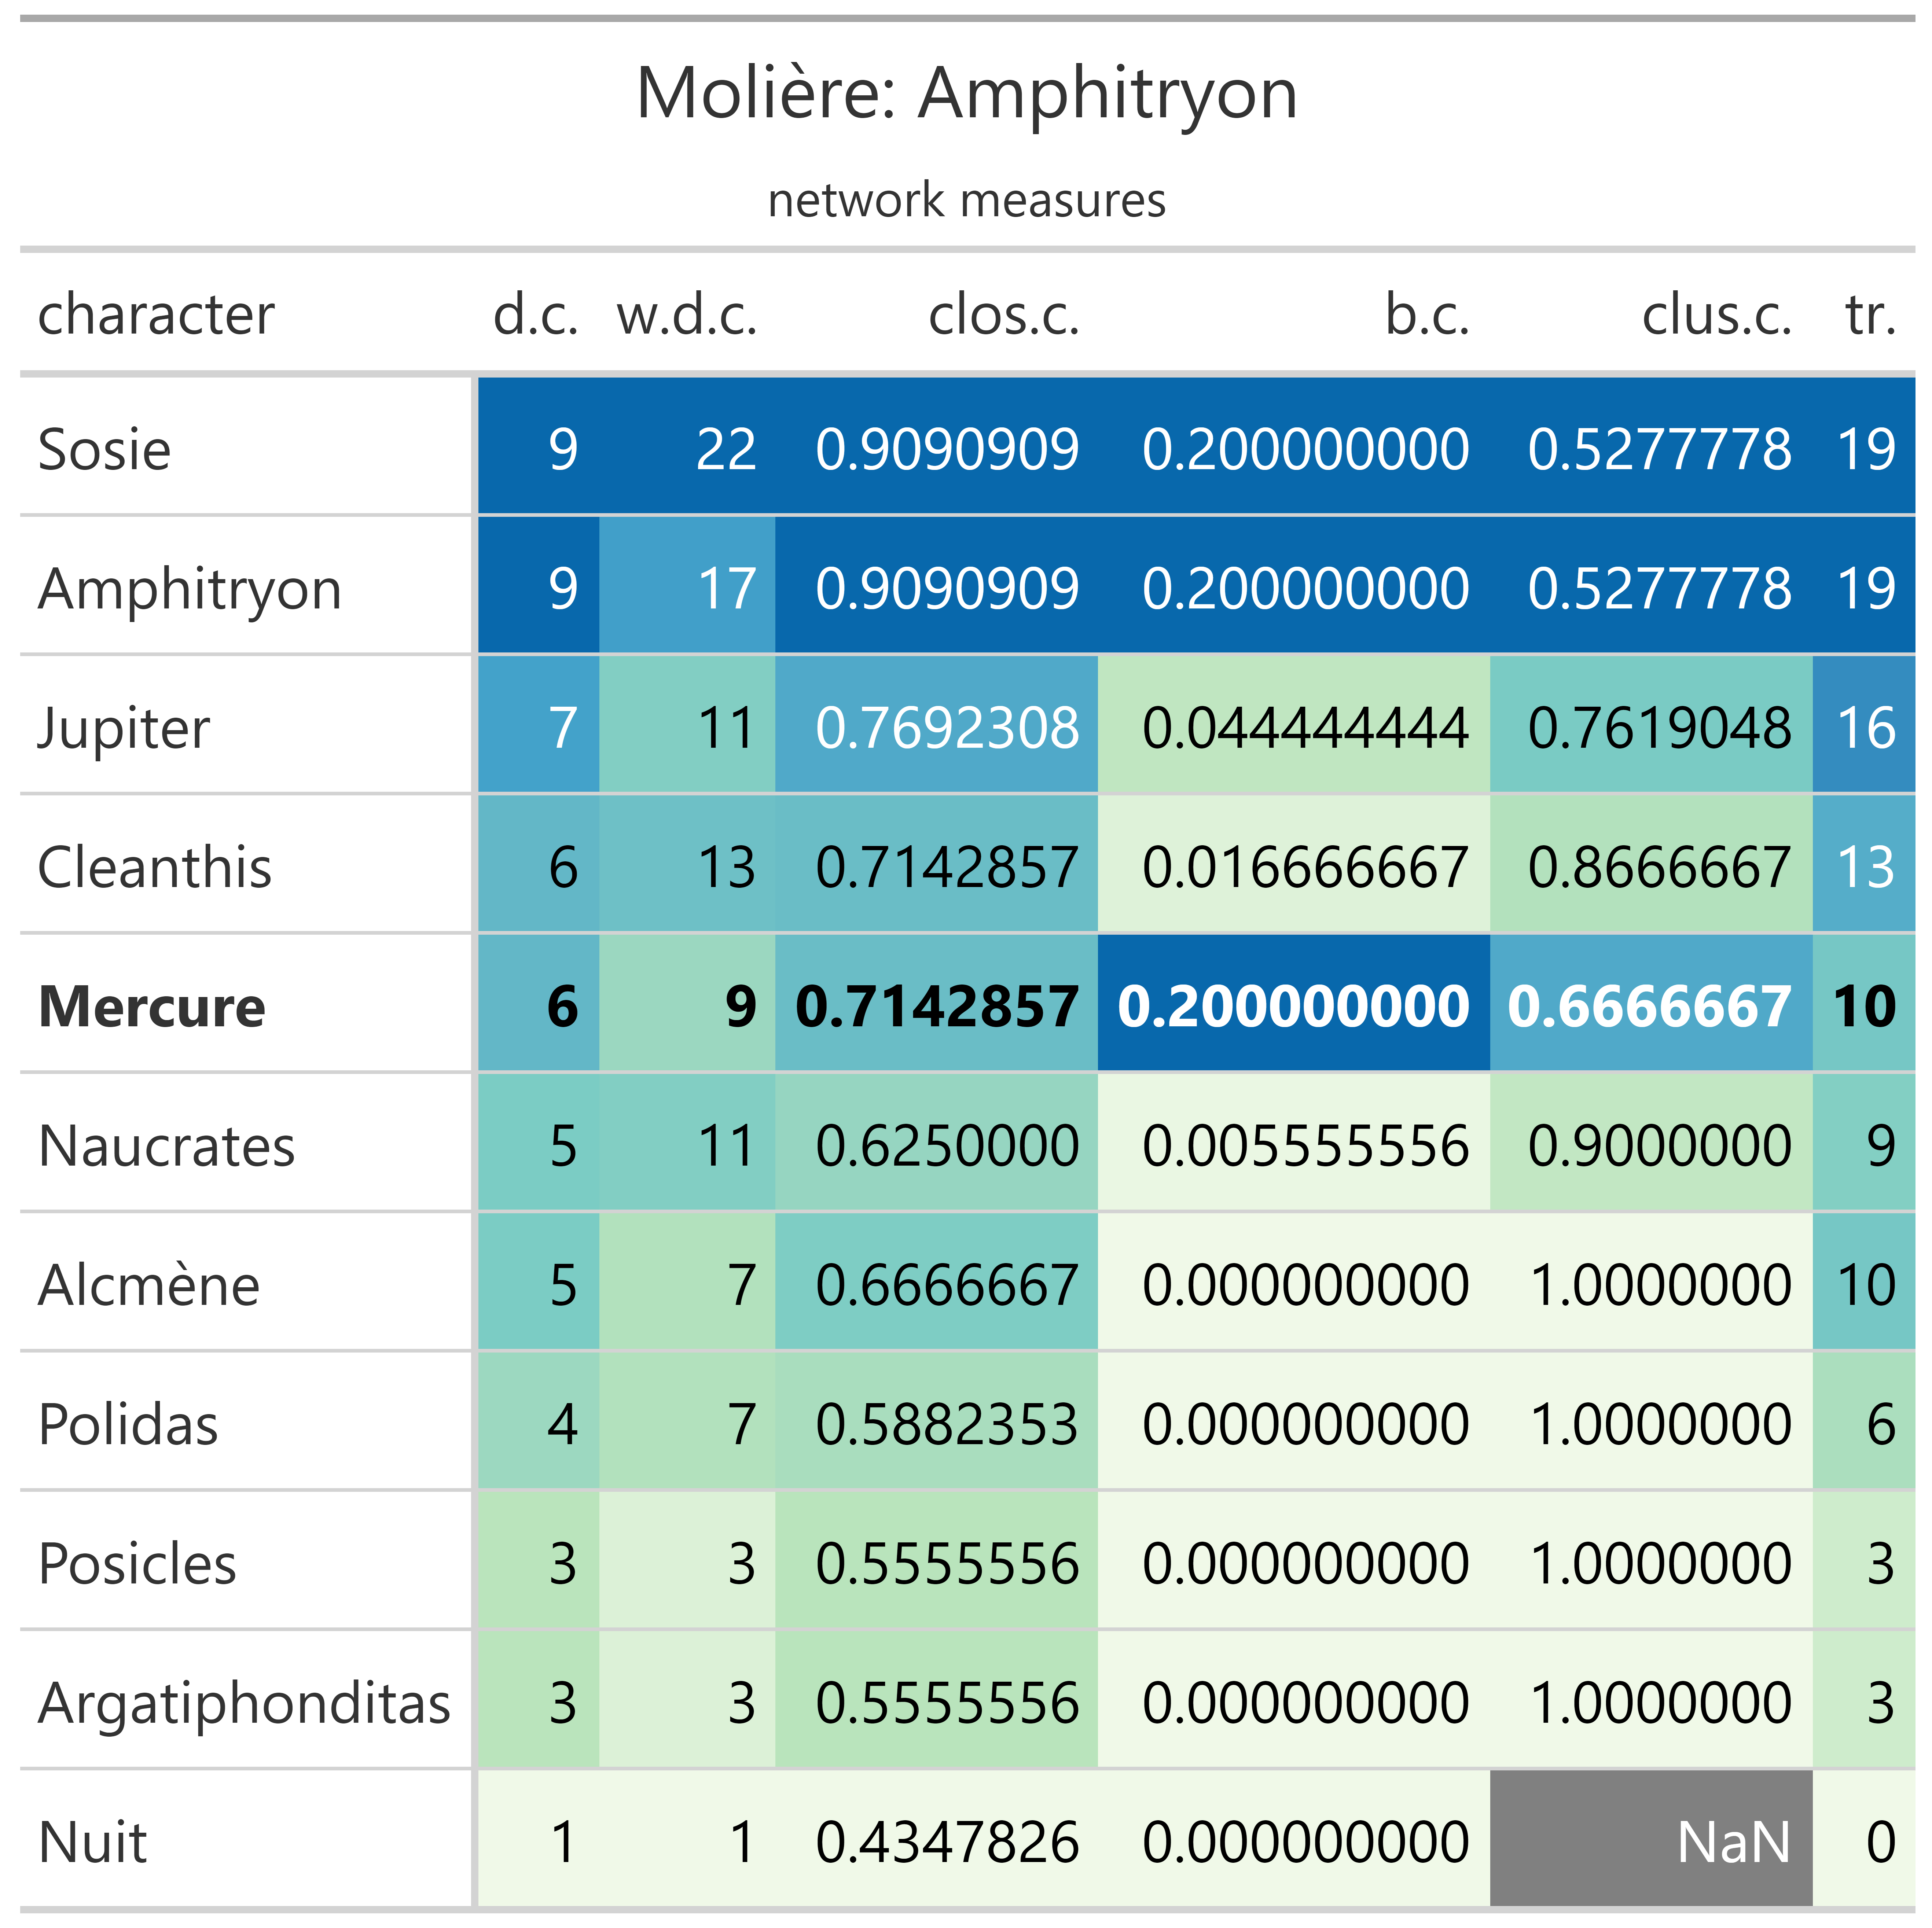 Molière: Amphitryon
network measures
character d.c. w.d.c. clos.c. b.c. clus.c. tr.
Sosie 9 22 0.9090909 0.200000000 0.5277778 19
Amphitryon 9 17 0.9090909 0.200000000 0.5277778 19
Jupiter 7 11 0.7692308 0.044444444 0.7619048 16
Cleanthis 6 13 0.7142857 0.016666667 0.8666667 13
Mercure 6 9 0.7142857 0.200000000 0.6666667 10
Naucrates 5 11 0.6250000 0.005555556 0.9000000 9
Alcmène 5 7 0.6666667 0.000000000 1.0000000 10
Polidas 4 7 0.5882353 0.000000000 1.0000000 6
Posicles 3 3 0.5555556 0.000000000 1.0000000 3
Argatiphonditas 3 3 0.5555556 0.000000000 1.0000000 3
Nuit 1 1 0.4347826 0.000000000 NaN 0